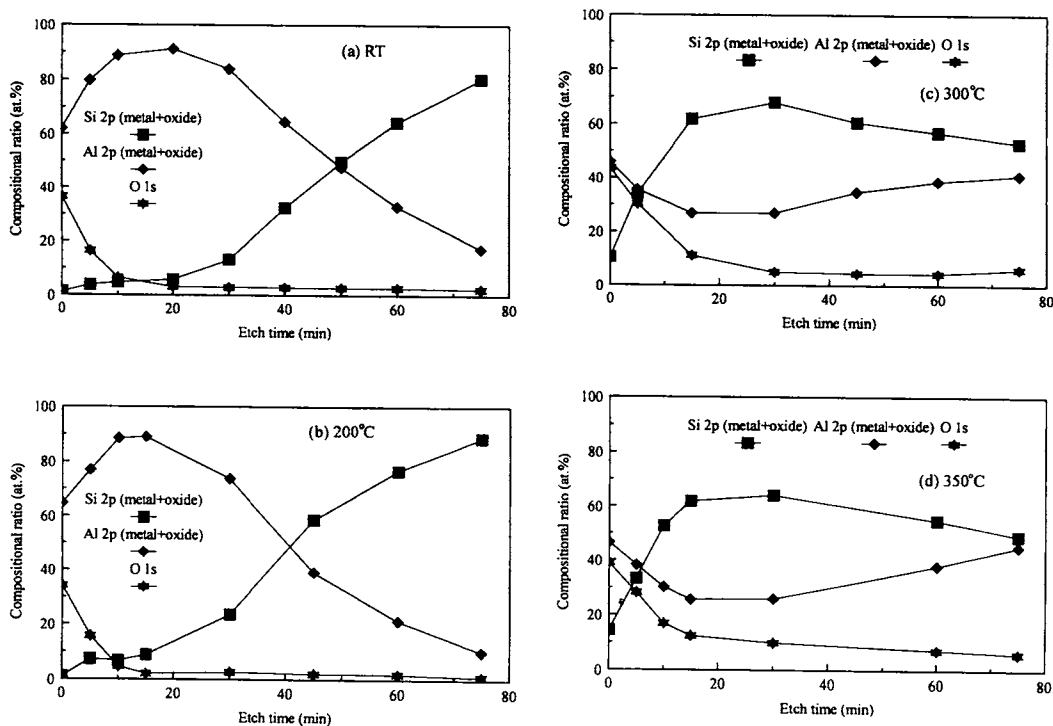 100
80
60
40
20
0
Compositional ratio (at.%)
(a) RT
Si 2p (metal+oxide)
Al 2p (metal+oxide)
O 1s
0 20 40 60 80
Etch time (min)
100
80
60
40
20
0
Compositional ratio (at.%)
Si 2p (metal+oxide) Al 2p (metal+oxide) O 1s
(c) 300°C
0 20 40 60 80
Etch time (min)
100
80
60
40
20
0
Compositional ratio (at.%)
(b) 200°C
Si 2p (metal+oxide)
Al 2p (metal+oxide)
O 1s
0 20 40 60 80
Etch time (min)
100
80
60
40
20
0
Compositional ratio (at.%)
Si 2p (metal+oxide) Al 2p (metal+oxide) O 1s
(d) 350°C
0 20 40 60 80
Etch time (min)